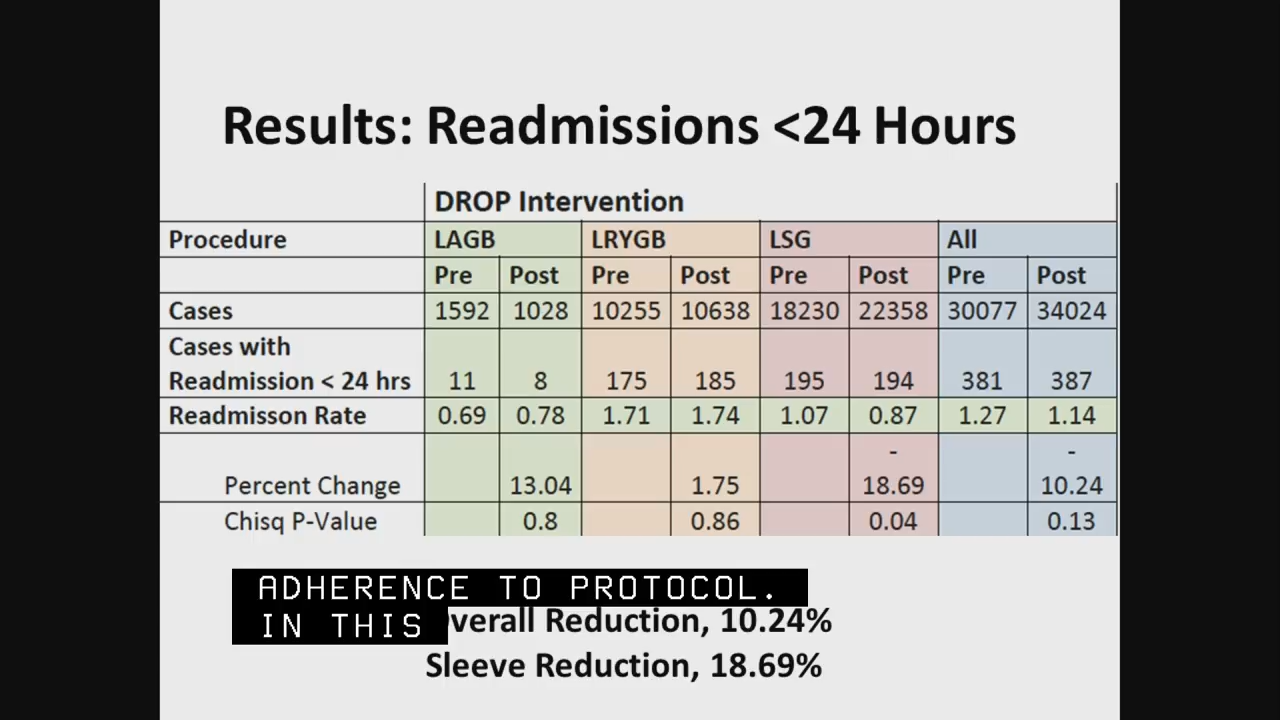 Results: Readmissions <24 Hours
DROP Intervention
Procedure LAGB LRYGB LSG All
Pre Post Pre Post Pre Post Pre Post
Cases 1592 1028 10255 10638 18230 22358 30077 34024
Cases with
Readmission < 24 hrs 11 8 175 185 195 194 381 387
Readmisson Rate 0.69 0.78 1.71 1.74 1.07 0.87 1.27 1.14
- -
Percent Change 13.04 1.75 18.69 10.24
Chisq P-Value 0.8 0.86 0.04 0.13
ADHERENCE TO PROTOCOL.
IN THIS
verall Reduction, 10.24%
Sleeve Reduction, 18.69%